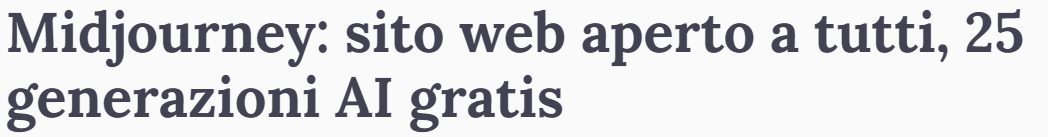 Midjourney: sito web aperto a tutti, 25
generazioni AI gratis